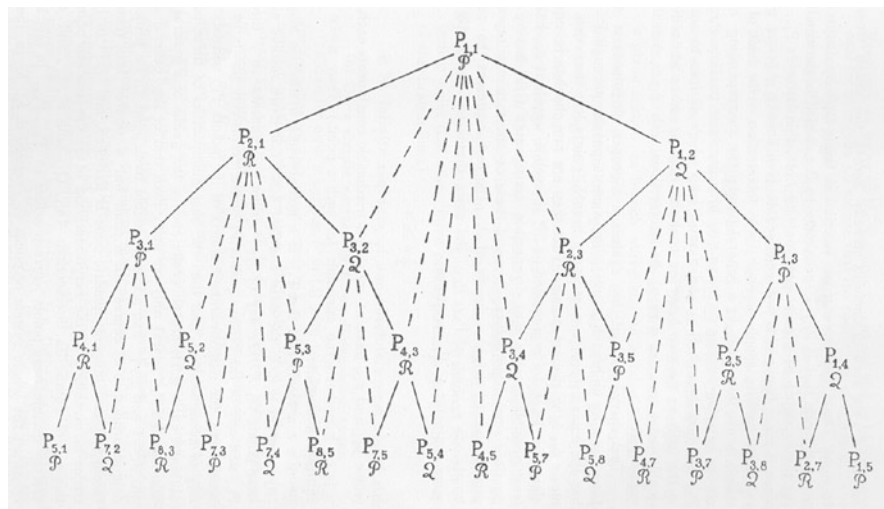 P1,1
𝒫
P2,1
ℛ
P1,2
𝒬
P3,1
𝒫
P3,2
𝒬
P2,3
ℛ
P1,3
𝒫
P4,1
ℛ
P5,2
𝒬
P5,3
𝒫
P4,3
ℛ
P3,4
𝒬
P3,5
𝒫
P2,5
ℛ
P1,4
𝒬
P5,1
𝒫
P7,2
𝒬
P8,3
ℛ
P7,3
𝒫
P7,4
𝒬
P8,5
ℛ
P7,5
𝒫
P5,4
𝒬
P4,5
ℛ
P5,7
𝒫
P5,8
𝒬
P4,7
ℛ
P3,7
𝒫
P3,8
𝒬
P2,7
ℛ
P1,5
𝒫